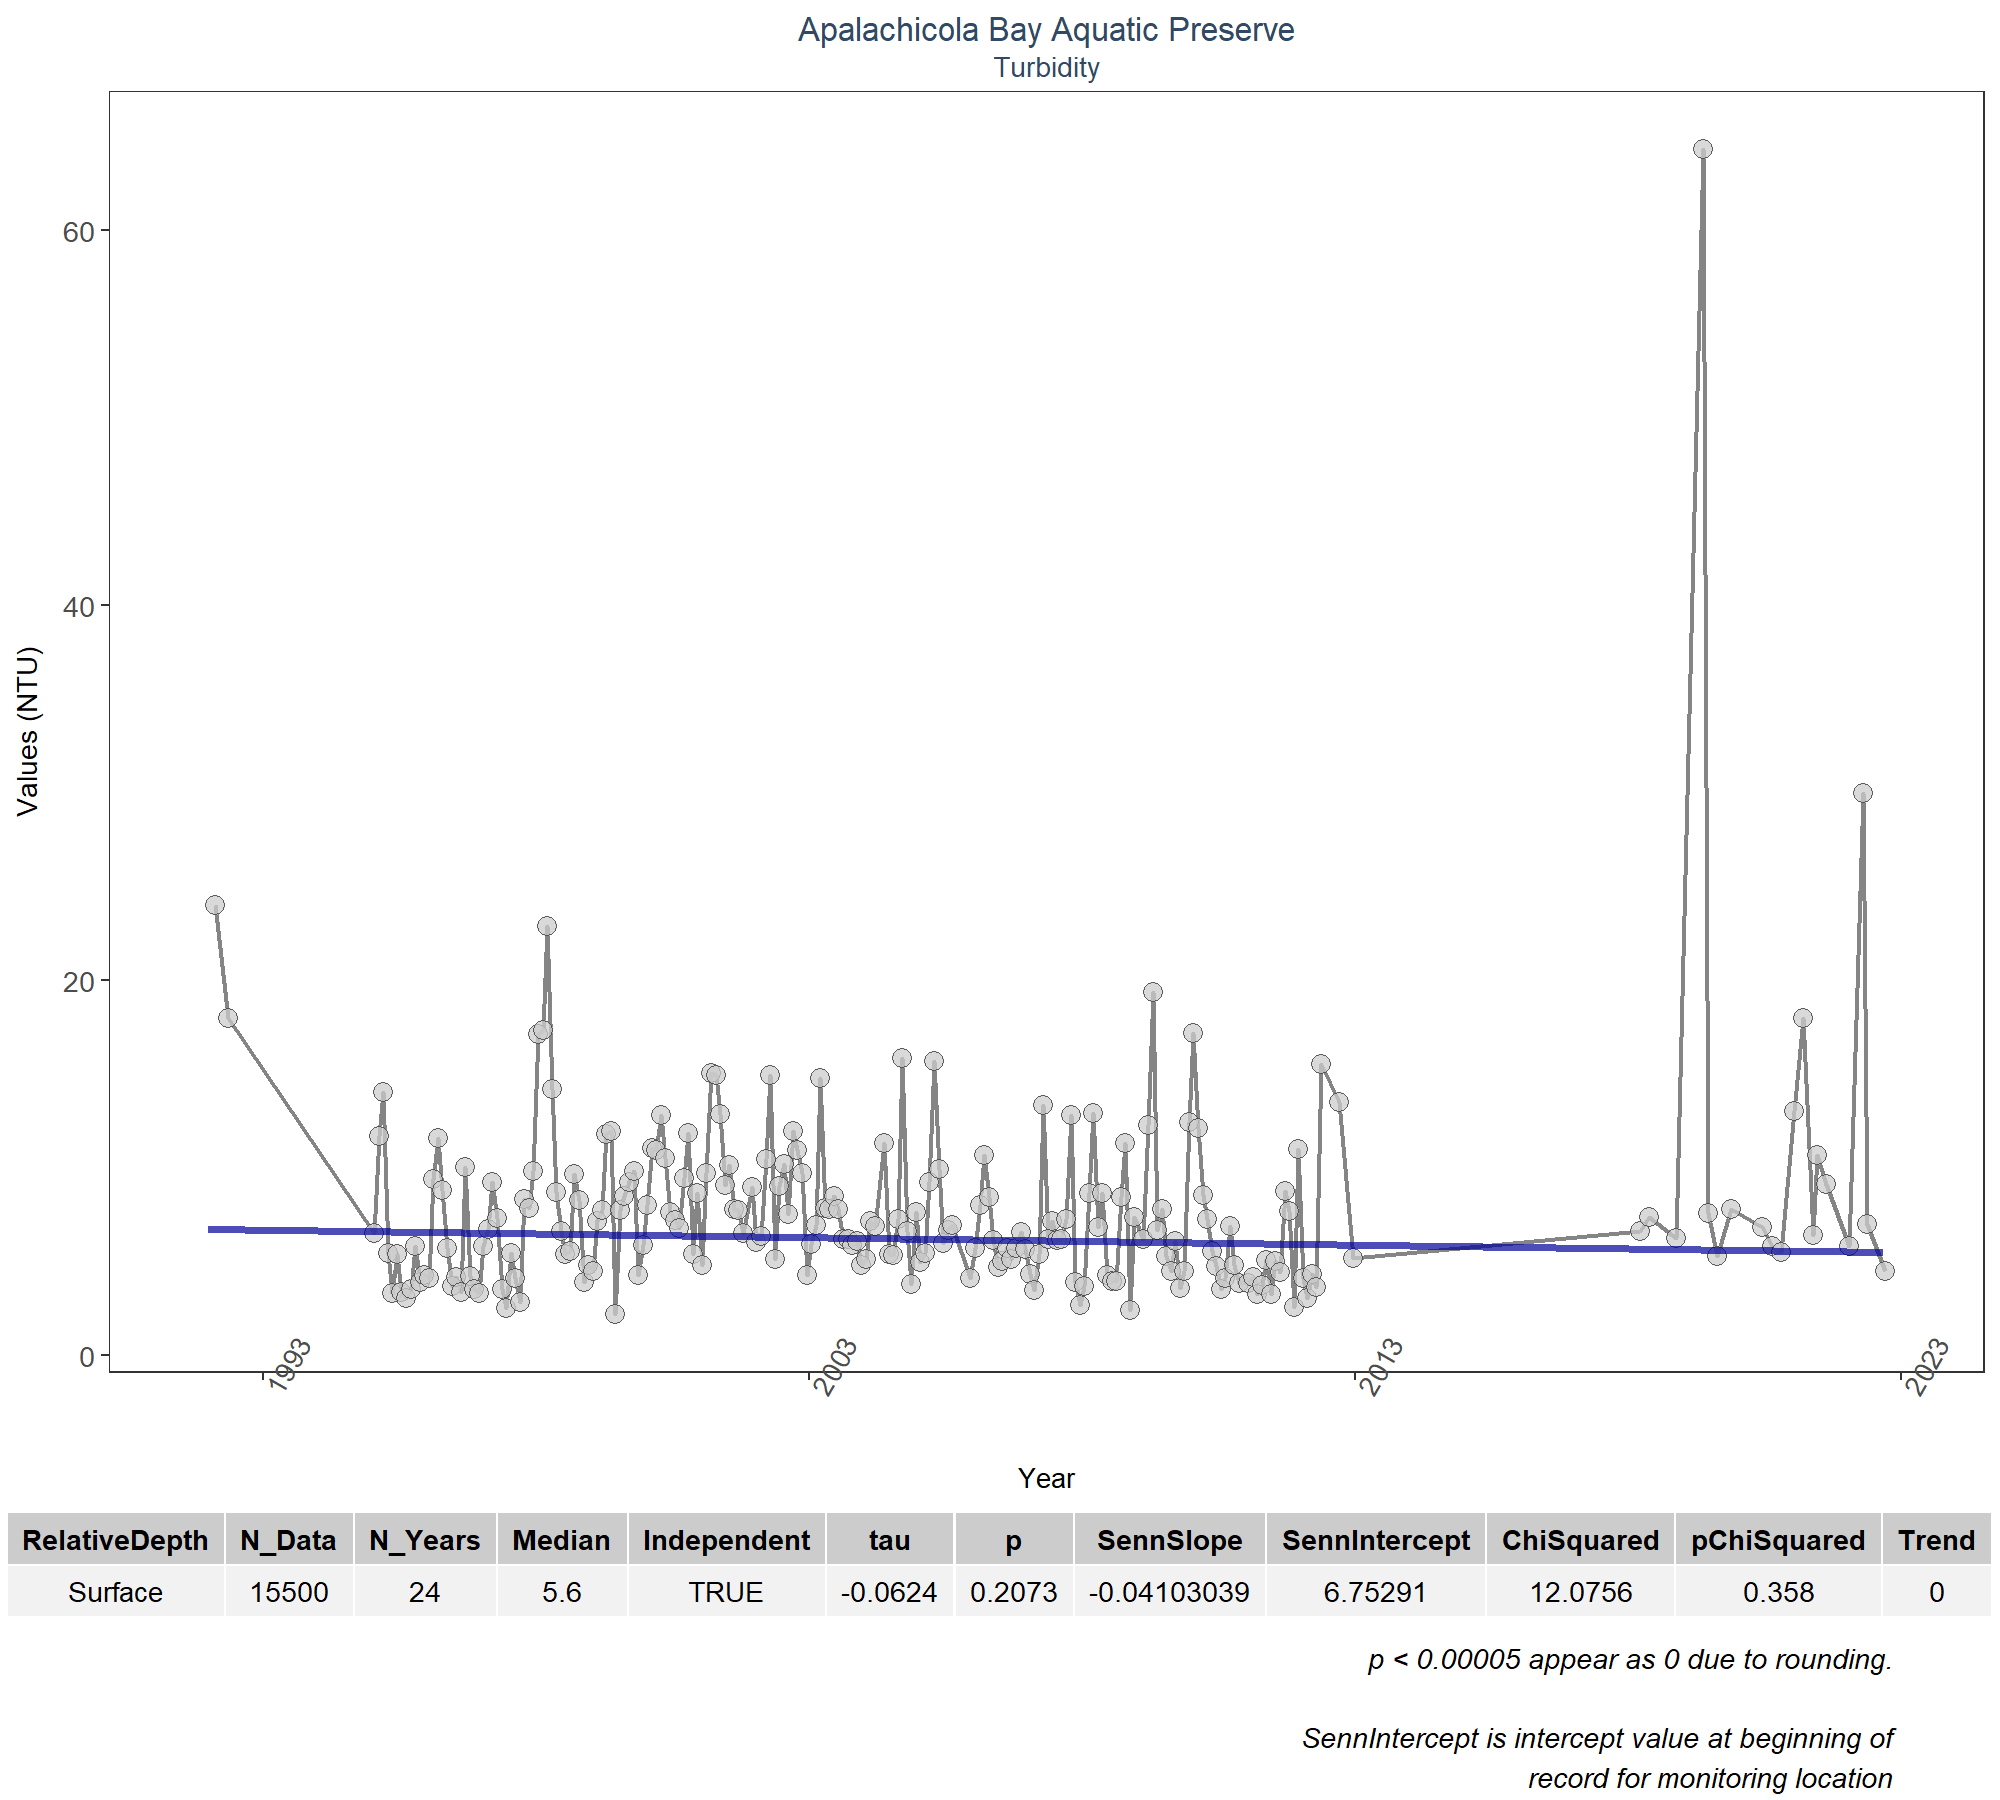 Apalachicola Bay Aquatic Preserve
Turbidity
60
40
20
0
Values (NTU)
1993
2003
2013
2023
Year
RelativeDepth N_Data N_Years Median Independent tau p SennSlope SennIntercept ChiSquared pChiSquared Trend
Surface 15500 24 5.6 TRUE -0.0624 0.2073 -0.04103039 6.75291 12.0756 0.358 0
p < 0.00005 appear as 0 due to rounding.
SennIntercept is intercept value at beginning of
record for monitoring location